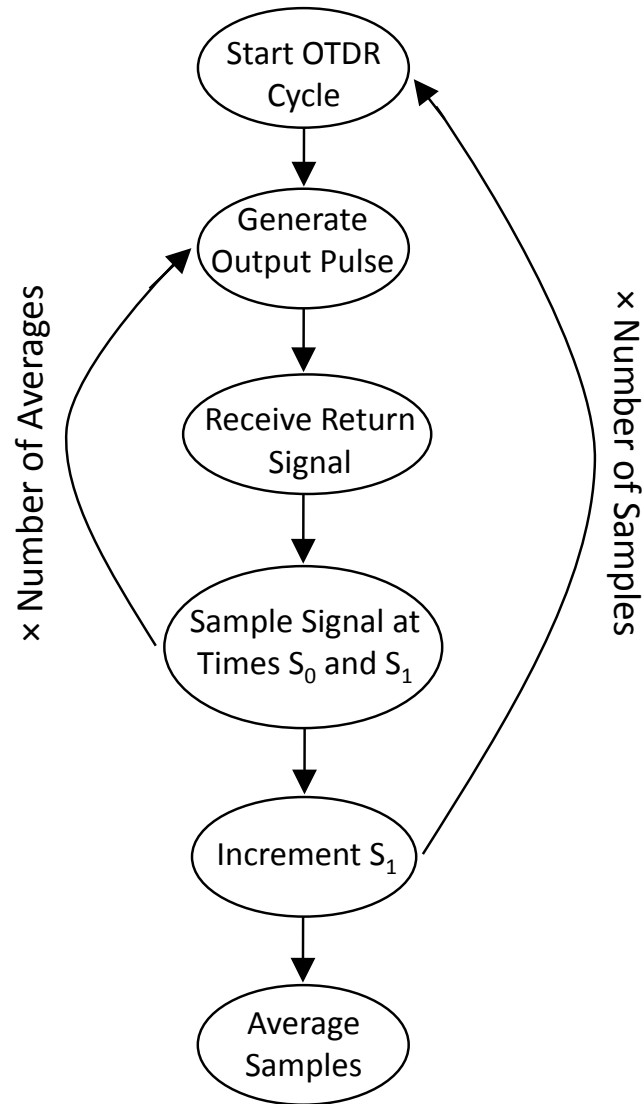 Start OTDR
Cycle
Generate
Output Pulse
× Number of Averages
× Number of Samples
Receive Return
Signal
Sample Signal at
Times S₀ and S₁
Increment S₁
Average
Samples